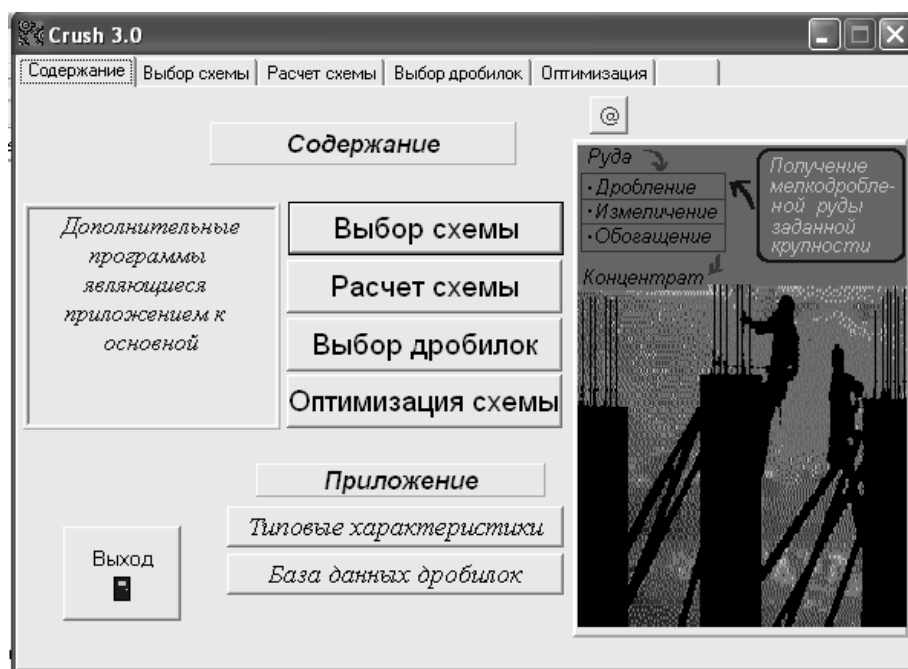 Crush 3.0
Содержание Выбор схемы Расчет схемы Выбор дробилок Оптимизация
@
Содержание
Дополнительные
программы
являющиеся
приложением к
основной
Выбор схемы
Расчет схемы
Выбор дробилок
Оптимизация схемы
Приложение
Типовые характеристики
База данных дробилок
Выход
Руда
·Дробление
·Измеличение
·Обогащение
Концентрат
Получение
мелкодробле-
ной руды
заданной
крупности